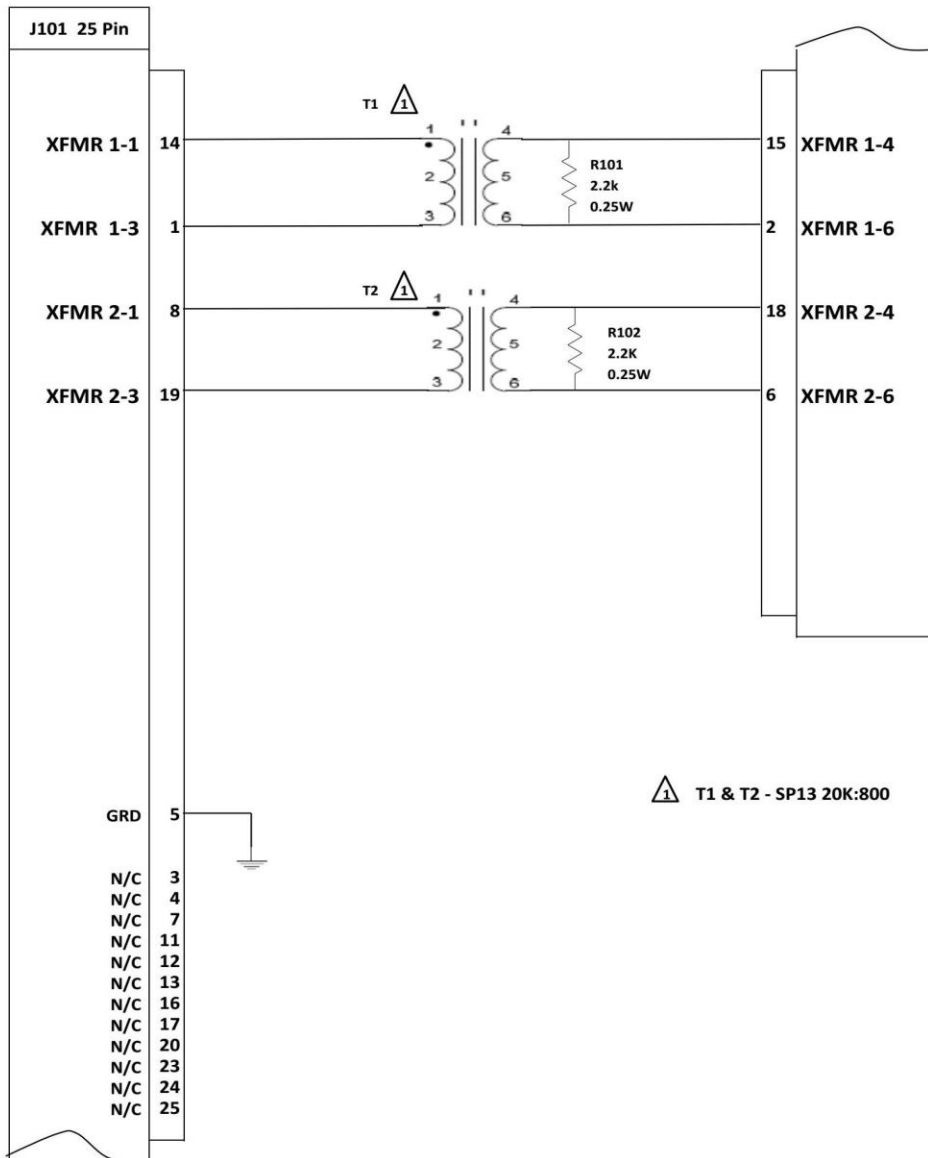 J101 25 Pin
T1 1
XFMR 1-1 14 1 4 15 XFMR 1-4
R101
2 5 2.2k
0.25W
XFMR 1-3 1 3 6 2 XFMR 1-6
T2 1
XFMR 2-1 8 1 4 18 XFMR 2-4
R102
2 5 2.2K
0.25W
XFMR 2-3 19 3 6 6 XFMR 2-6
1 T1 & T2 - SP13 20K:800
GRD 5
N/C 3
N/C 4
N/C 7
N/C 11
N/C 12
N/C 13
N/C 16
N/C 17
N/C 20
N/C 23
N/C 24
N/C 25